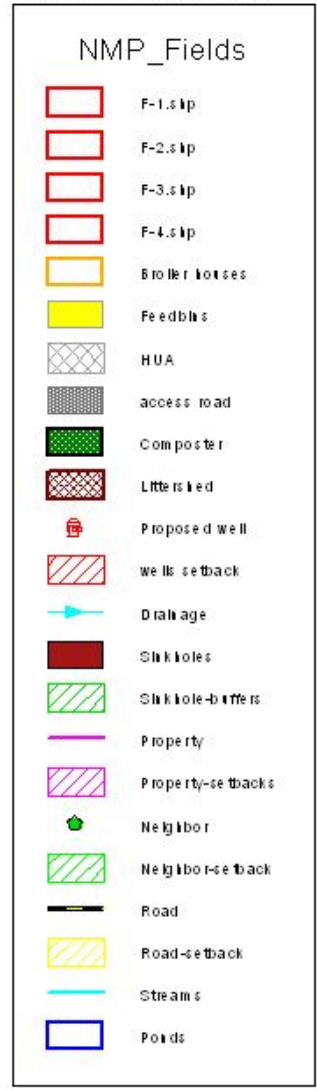 NMP_Fields
F-1.shp
F-2.shp
F-3.shp
F-4.shp
Broiler houses
Feedbins
HUA
access road
Composter
Littershed
Proposed well
wells setback
Drainage
Sinkholes
Sinkhole-buffers
Property
Property-setbacks
Neighbor
Neighbor-setback
Road
Road-setback
Streams
Ponds